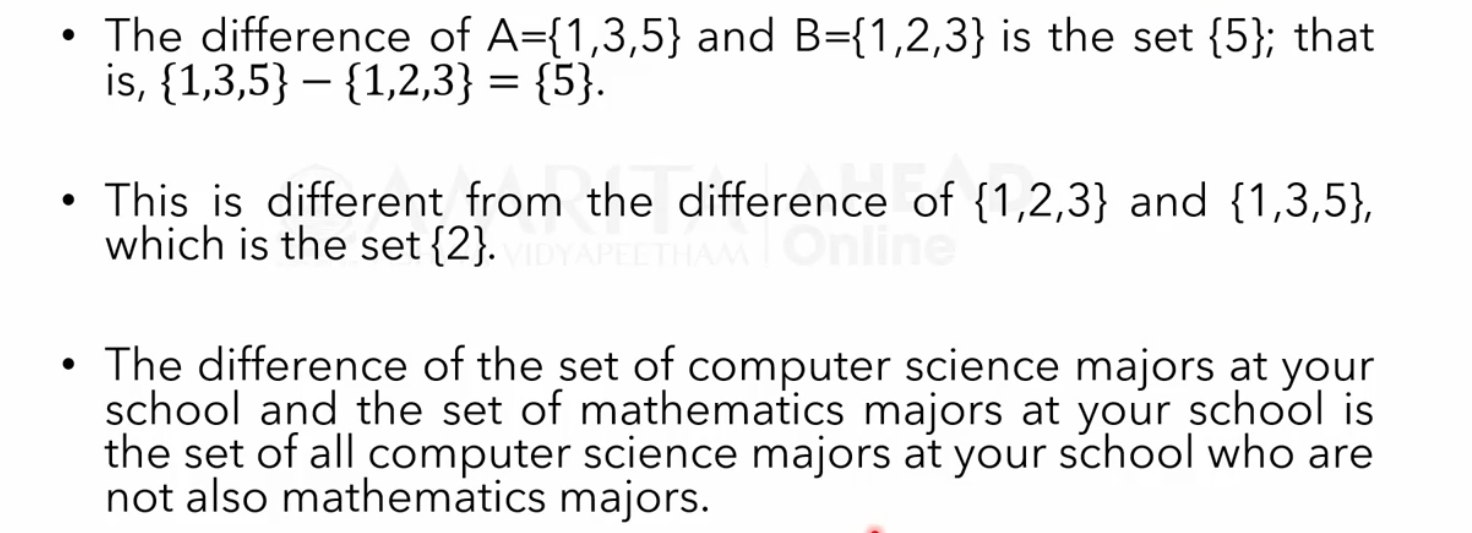 • The difference of A={1,3,5} and B={1,2,3} is the set {5}; that
is, {1,3,5} − {1,2,3} = {5}.
• This is different from the difference of {1,2,3} and {1,3,5},
which is the set {2}.
AMRITA AHEAD
VIDYAPEETHAM Online
• The difference of the set of computer science majors at your
school and the set of mathematics majors at your school is
the set of all computer science majors at your school who are
not also mathematics majors.